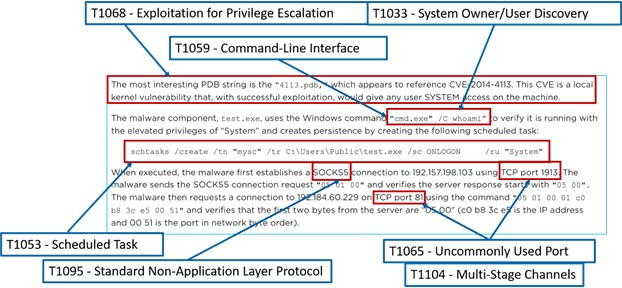 T1068 - Exploitation for Privilege Escalation
T1033 - System Owner/User Discovery
T1059 - Command-Line Interface
The most interesting PDB string is the "4113.pdb," which appears to reference CVE-2014-4113. This CVE is a local
kernel vulnerability that, with successful exploitation, would give any user SYSTEM access on the machine.
The malware component, test.exe, uses the Windows command "cmd.exe" /C whoami" to verify it is running with
the elevated privileges of "System" and creates persistence by creating the following scheduled task:
schtasks /create /tn "mysc" /tr C:\Users\Public\test.exe /sc ONLOGON /ru "System"
When executed, the malware first establishes a SOCKS5 connection to 192.157.198.103 using TCP port 1913. The
malware sends the SOCKS5 connection request "05 01 00" and verifies the server response starts with "05 00".
The malware then requests a connection to 192.184.60.229 on TCP port 81 using the command "05 01 00 01 c0
b8 3c e5 00 51" and verifies that the first two bytes from the server are "05 00" (c0 b8 3c e5 is the IP address
and 00 51 is the port in network byte order).
T1053 - Scheduled Task
T1065 - Uncommonly Used Port
T1095 - Standard Non-Application Layer Protocol
T1104 - Multi-Stage Channels